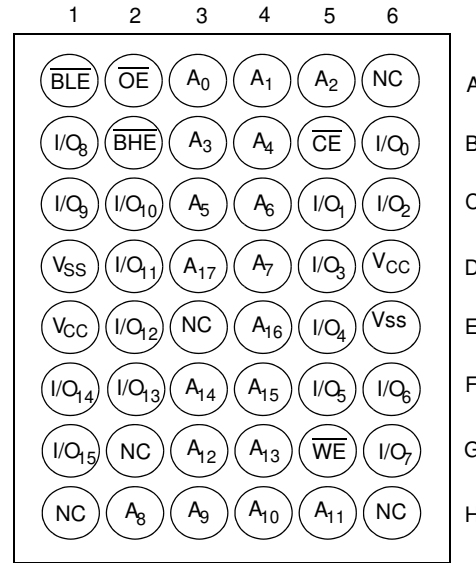 1 2 3 4 5 6
BLE OE A0 A1 A2 NC A
I/O8 BHE A3 A4 CE I/O0 B
I/O9 I/O10 A5 A6 I/O1 I/O2 C
VSS I/O11 A17 A7 I/O3 VCC D
VCC I/O12 NC A16 I/O4 Vss E
I/O14 I/O13 A14 A15 I/O5 I/O6 F
I/O15 NC A12 A13 WE I/O7 G
NC A8 A9 A10 A11 NC H